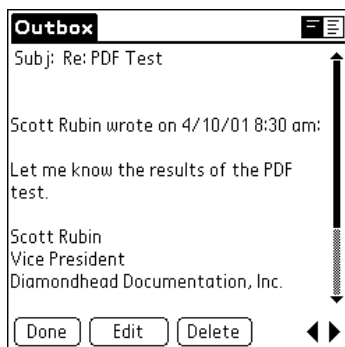 Outbox
Subj: Re: PDF Test
Scott Rubin wrote on 4/10/01 8:30 am:
Let me know the results of the PDF
test.
Scott Rubin
Vice President
Diamondhead Documentation, Inc.
Done Edit Delete